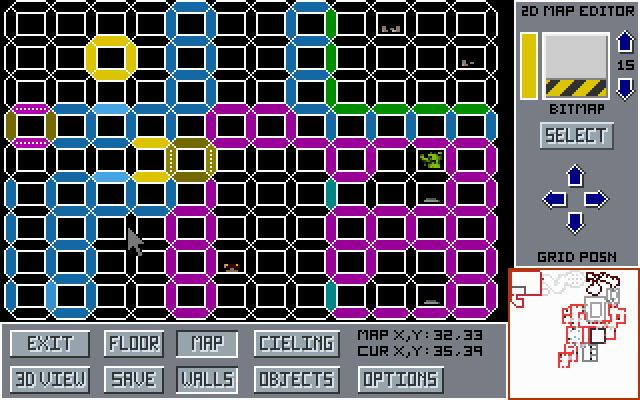 2D MAP EDITOR
15
BITMAP
SELECT
GRID POSN
EXIT FLOOR MAP CIELING
MAP X,Y: 32,33
CUR X,Y: 35,39
3D VIEW SAVE WALLS OBJECTS OPTIONS